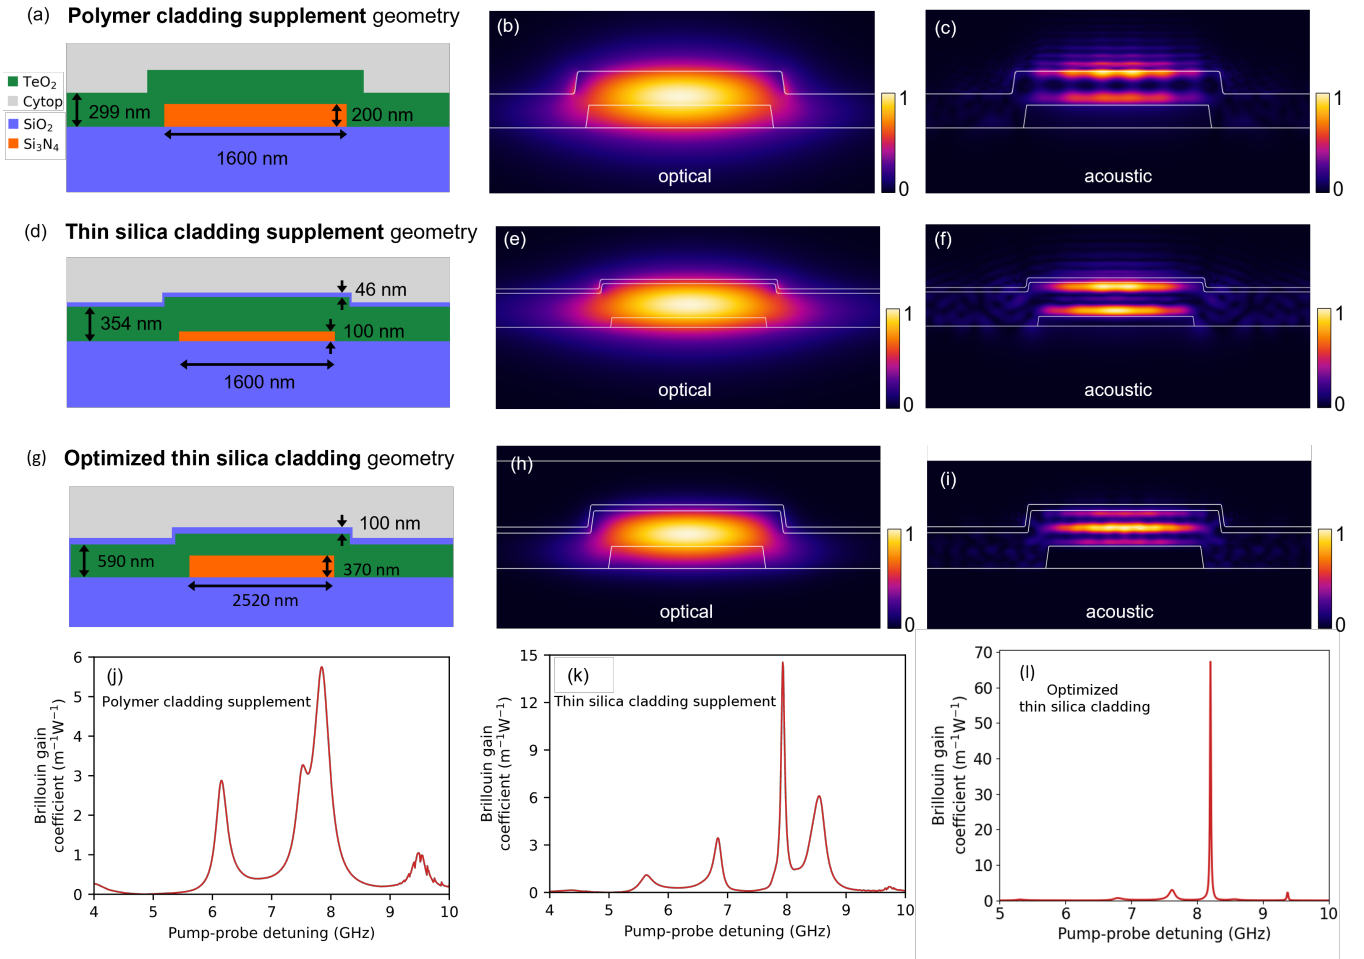 (a) Polymer cladding supplement geometry
TeO2
Cytop
SiO2
Si3N4
299 nm
200 nm
1600 nm
(b)
optical
1
0
(c)
acoustic
1
0
(d) Thin silica cladding supplement geometry
46 nm
354 nm
100 nm
1600 nm
(e)
optical
1
0
(f)
acoustic
1
0
(g) Optimized thin silica cladding geometry
100 nm
590 nm
370 nm
2520 nm
(h)
optical
1
0
(i)
acoustic
1
0
(j)
Polymer cladding supplement
Brillouin gain
coefficient (m⁻¹W⁻¹)
6
5
4
3
2
1
0
4 5 6 7 8 9 10
Pump-probe detuning (GHz)
(k)
Thin silica cladding supplement
Brillouin gain
coefficient (m⁻¹W⁻¹)
15
12
9
6
3
0
4 5 6 7 8 9 10
Pump-probe detuning (GHz)
(l)
Optimized
thin silica cladding
Brillouin gain
coefficient (m⁻¹W⁻¹)
70
60
50
40
30
20
10
0
5 6 7 8 9 10
Pump-probe detuning (GHz)